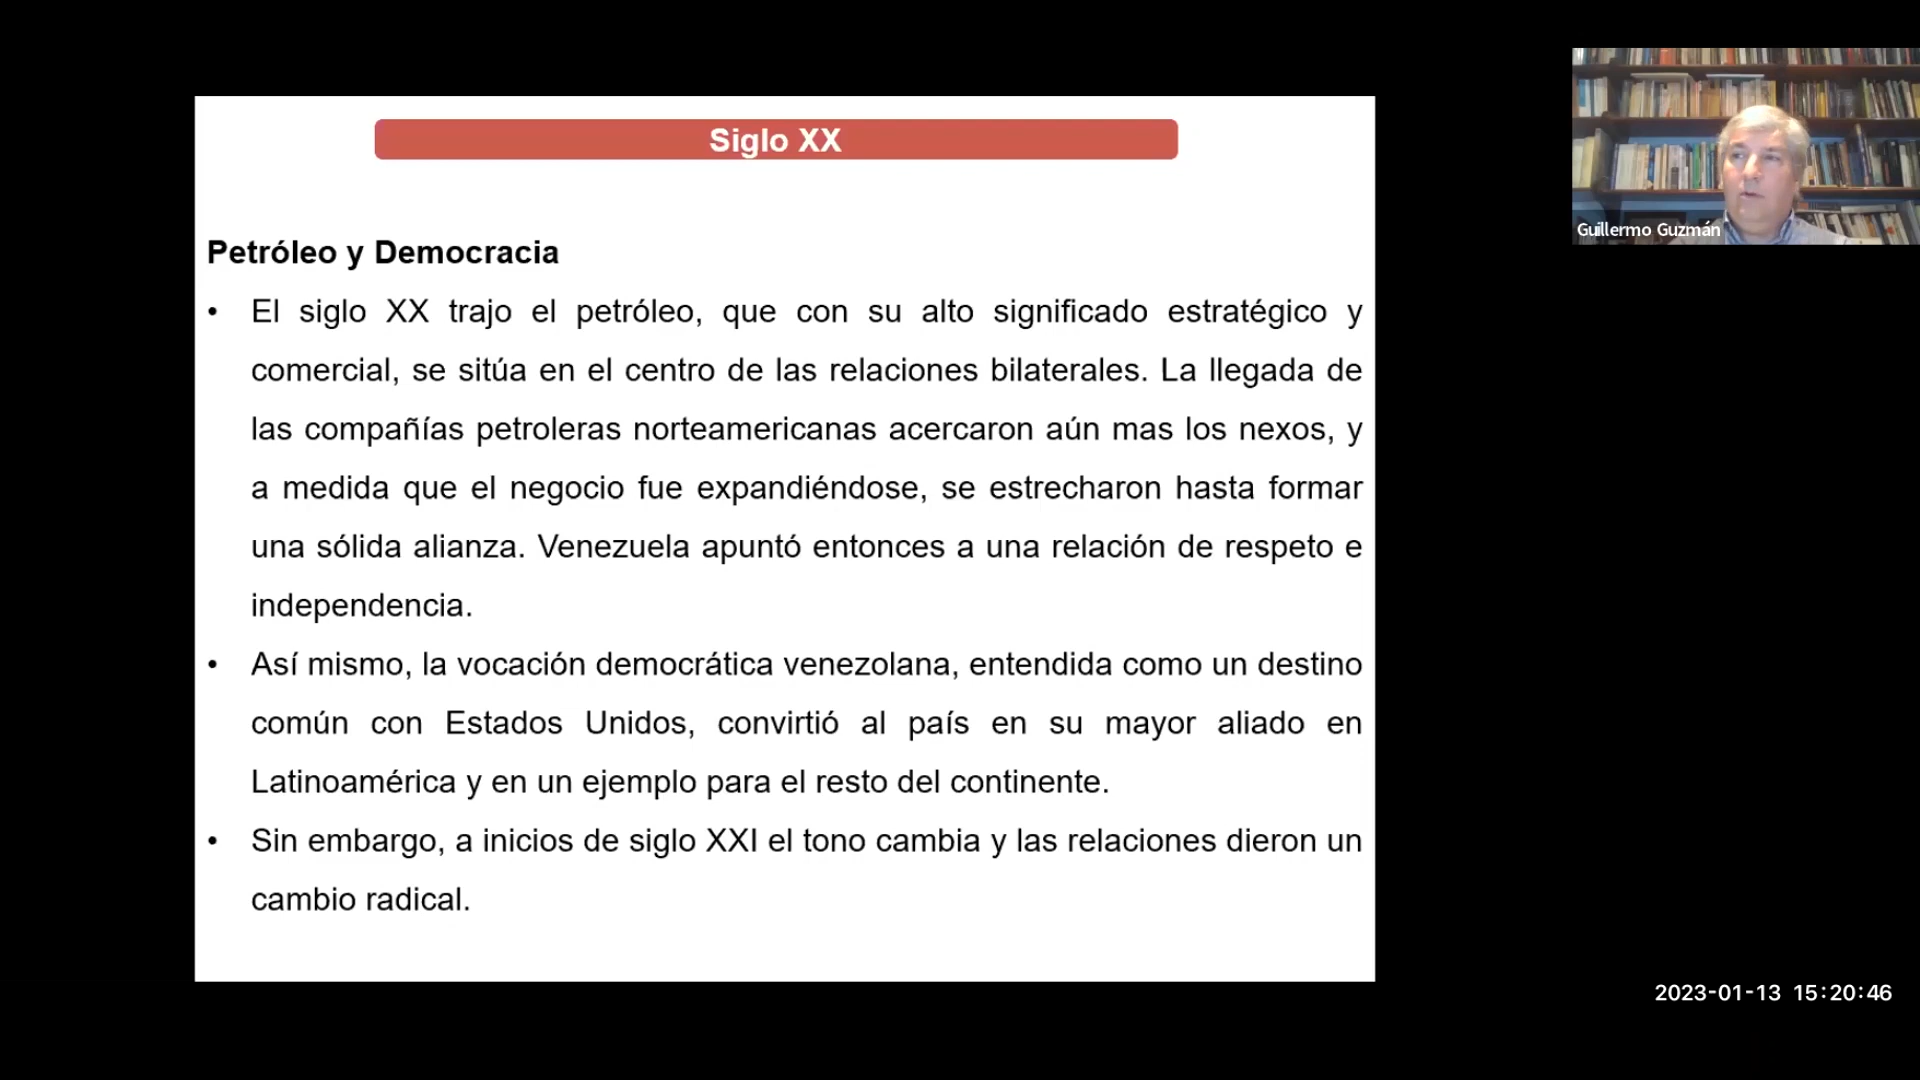 Siglo XX
Petróleo y Democracia
• El siglo XX trajo el petróleo, que con su alto significado estratégico y
comercial, se sitúa en el centro de las relaciones bilaterales. La llegada de
las compañías petroleras norteamericanas acercaron aún mas los nexos, y
a medida que el negocio fue expandiéndose, se estrecharon hasta formar
una sólida alianza. Venezuela apuntó entonces a una relación de respeto e
independencia.
• Así mismo, la vocación democrática venezolana, entendida como un destino
común con Estados Unidos, convirtió al país en su mayor aliado en
Latinoamérica y en un ejemplo para el resto del continente.
• Sin embargo, a inicios de siglo XXI el tono cambia y las relaciones dieron un
cambio radical.
Guillermo Guzmán
2023-01-13 15:20:46